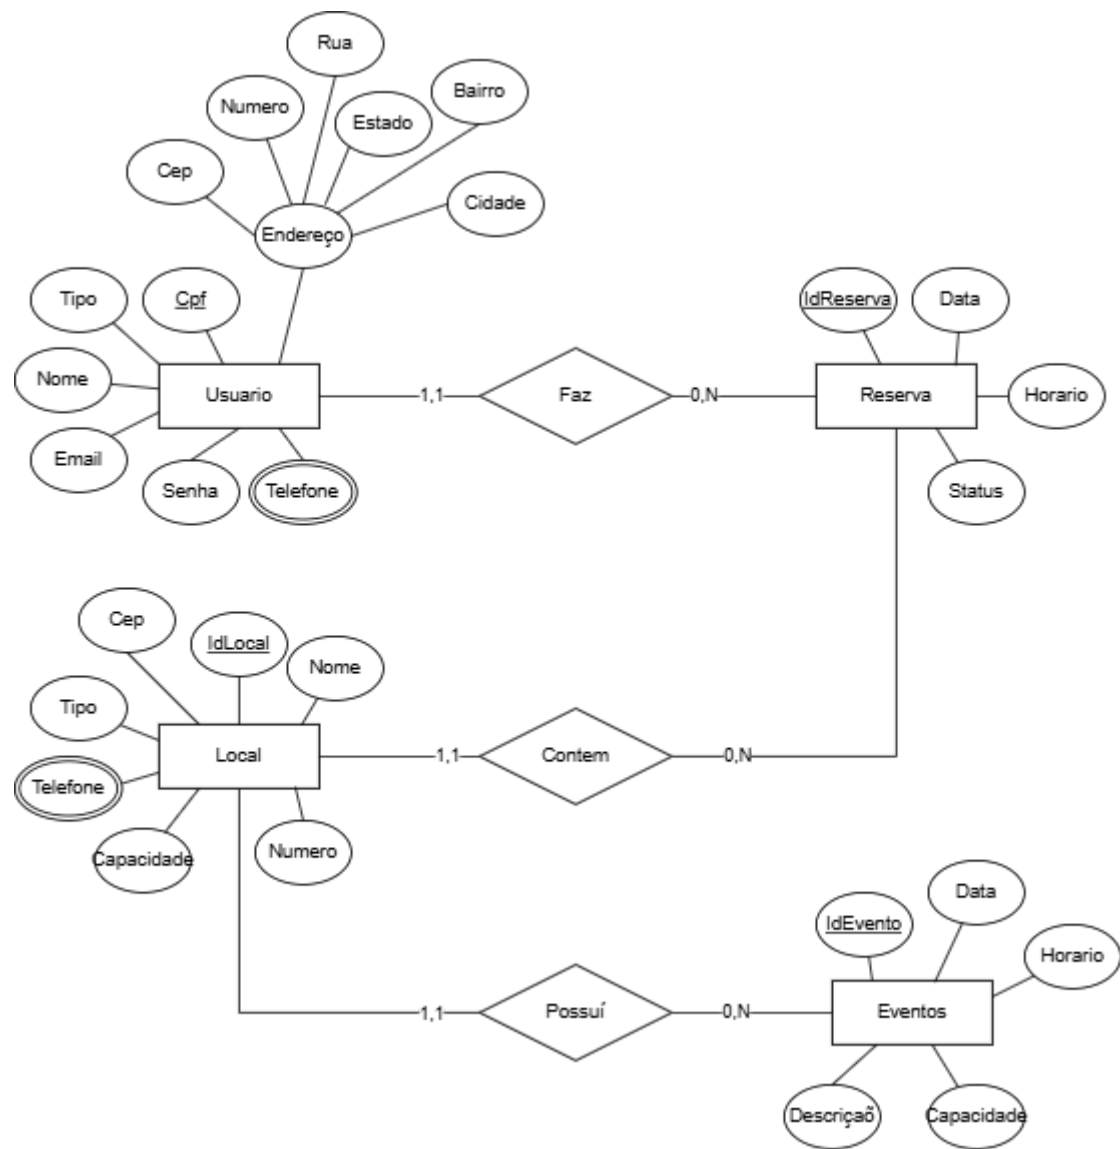 Rua
Bairro
Numero
Estado
Cep
Cidade
Endereço
Tipo
Cpf
IdReserva
Data
Nome
Usuario
1,1
Faz
0,N
Reserva
Horario
Email
Senha
Telefone
Status
Cep
IdLocal
Nome
Tipo
Local
1,1
Contem
0,N
Telefone
Capacidade
Numero
Data
IdEvento
Horario
1,1
Possuí
0,N
Eventos
Descriçaõ
Capacidade